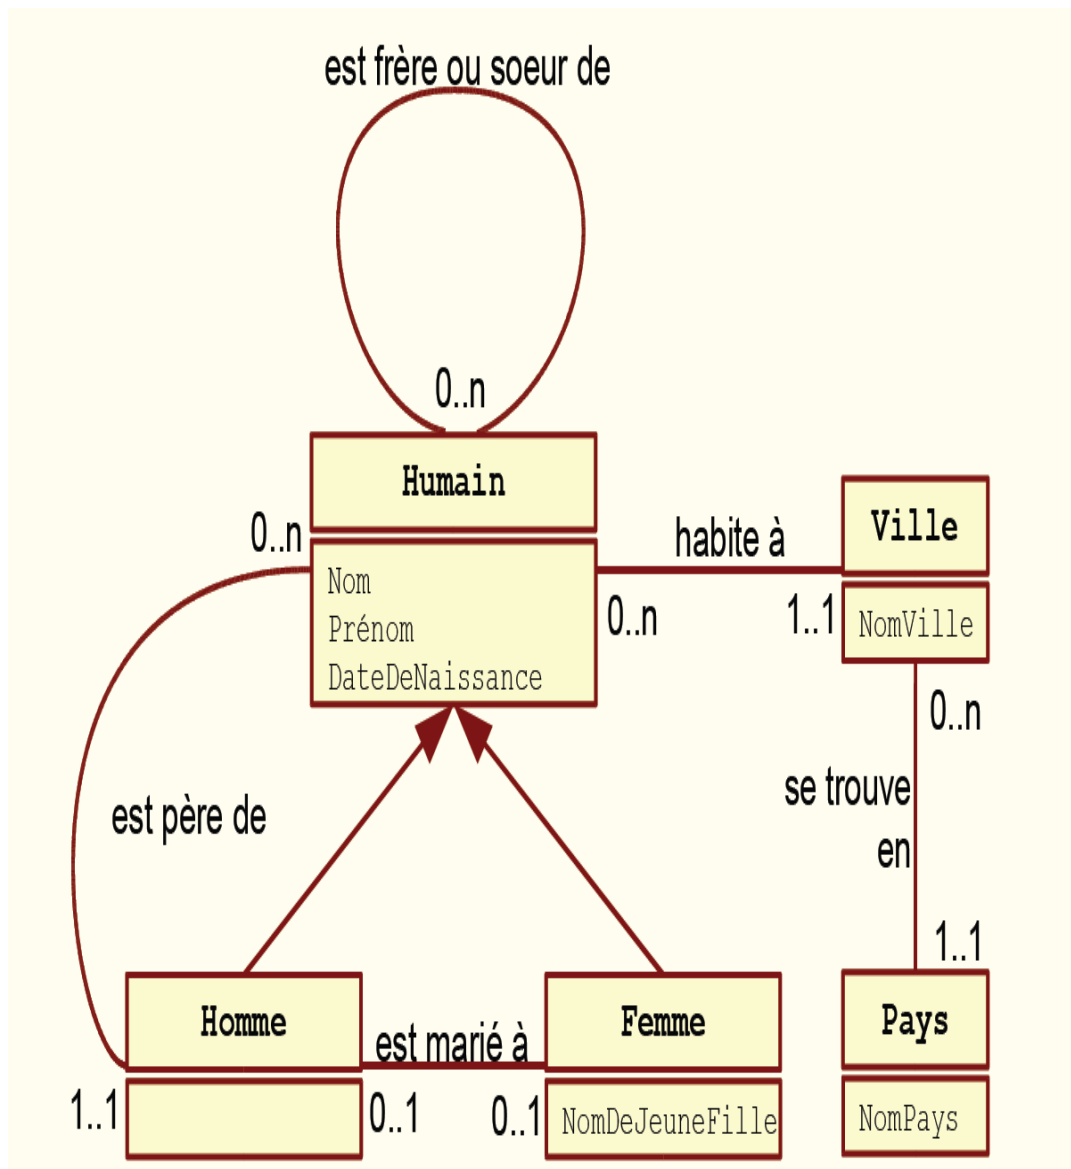 est frère ou soeur de
0..n
Humain
Nom
Prénom
DateDeNaissance
0..n
habite à
0..n
1..1
Ville
NomVille
0..n
se trouve
en
1..1
Pays
NomPays
est père de
Homme
1..1
est marié à
0..1
0..1
Femme
NomDeJeuneFille